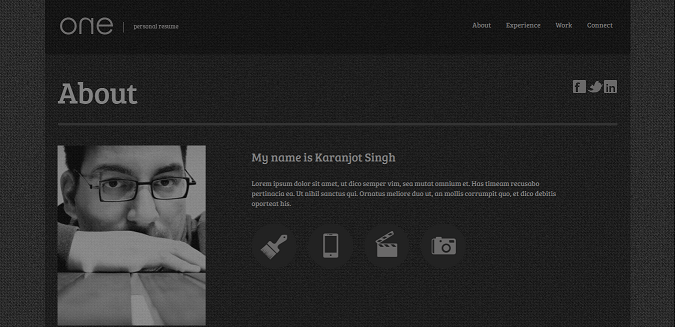 one
personal resume
About
Experience
Work
Connect
About
My name is Karanjot Singh
Lorem ipsum dolor sit amet, ut dico semper vim, sea mutat omnium et. Has timeam recusabo
pertinacia ea. Ut nihil sanctus qui. Ornatus meliore duo ut, an mollis corrumpit quo, et dico debitis
oporteat his.